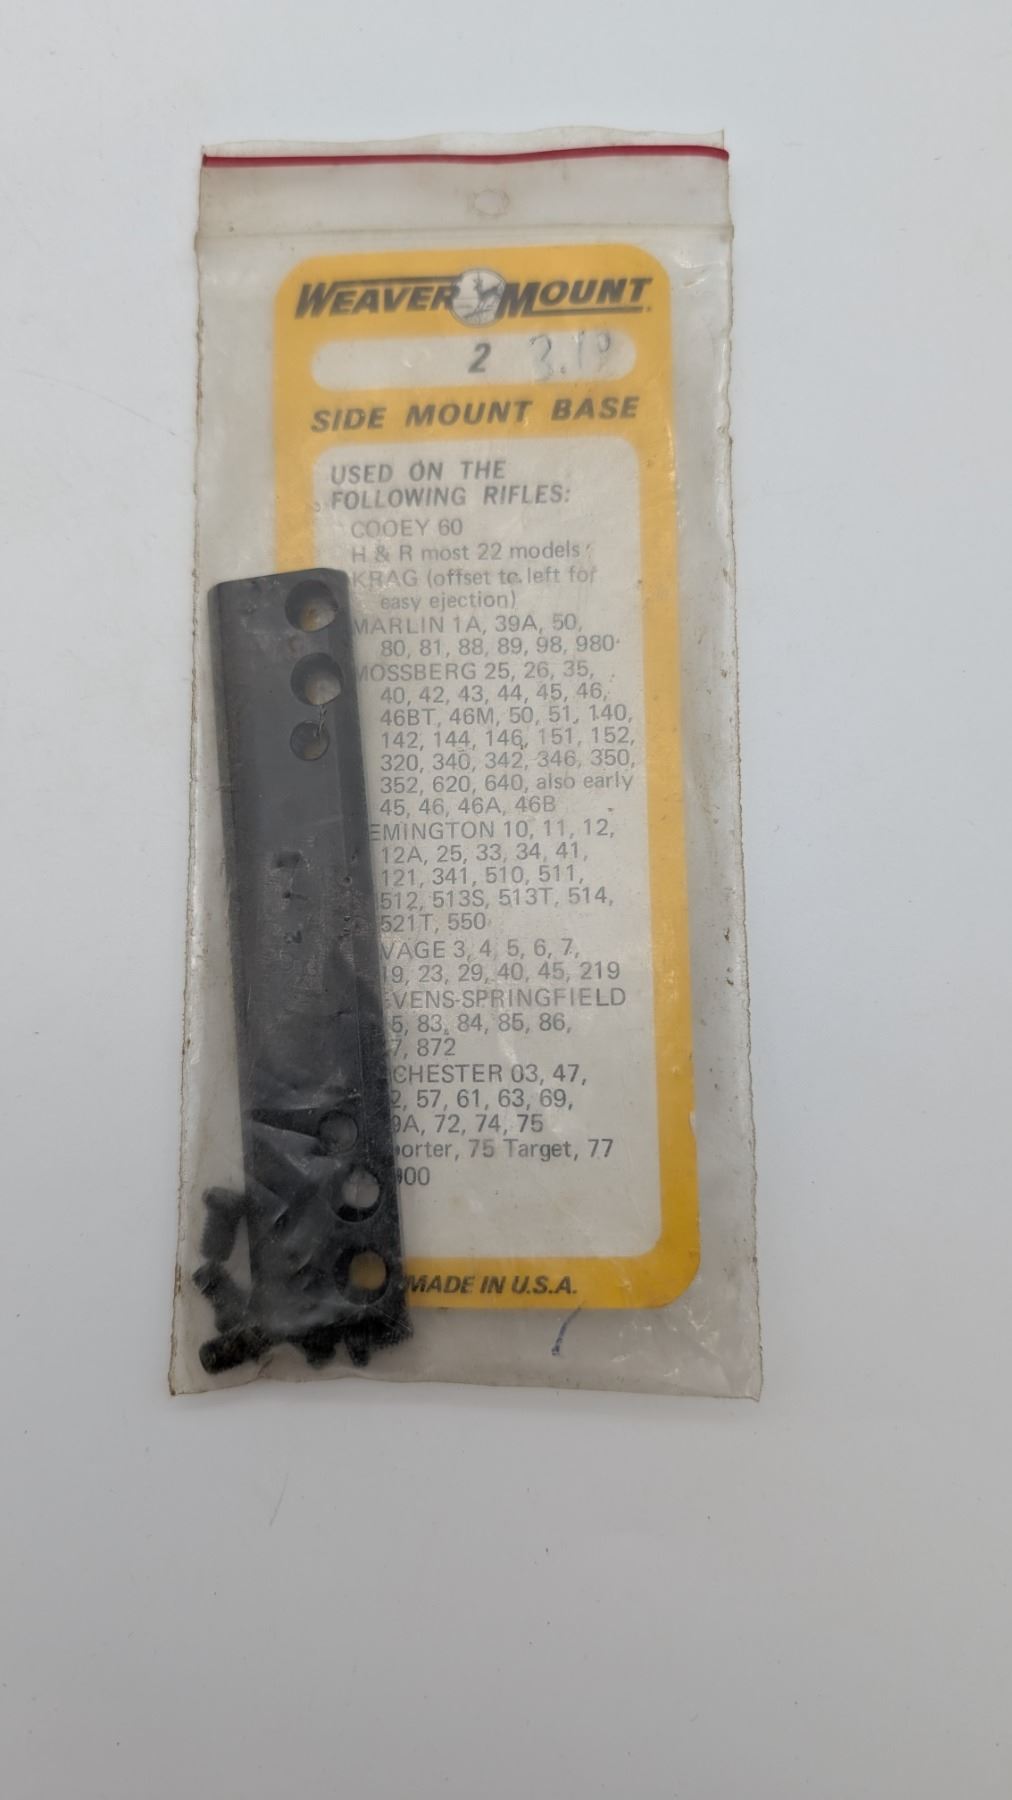 WEAVER MOUNT
2 3.19
SIDE MOUNT BASE
USED ON THE
FOLLOWING RIFLES:
COOEY 60
H & R most 22 models
KRAG (offset to left for
easy ejection)
MARLIN 1A, 39A, 50,
80, 81, 88, 89, 98, 980
MOSSBERG 25, 26, 35,
40, 42, 43, 44, 45, 46,
46BT, 46M, 50, 51, 140,
142, 144, 146, 151, 152,
320, 340, 342, 346, 350,
352, 620, 640, also early
45, 46, 46A, 46B
EMINGTON 10, 11, 12,
12A, 25, 33, 34, 41,
121, 341, 510, 511,
512, 513S, 513T, 514,
521T, 550
VAGE 3, 4, 5, 6, 7,
19, 23, 29, 40, 45, 219
EVENS-SPRINGFIELD
5, 83, 84, 85, 86,
7, 872
CHESTER 03, 47,
2, 57, 61, 63, 69,
9A, 72, 74, 75
porter, 75 Target, 77
00
MADE IN U.S.A.